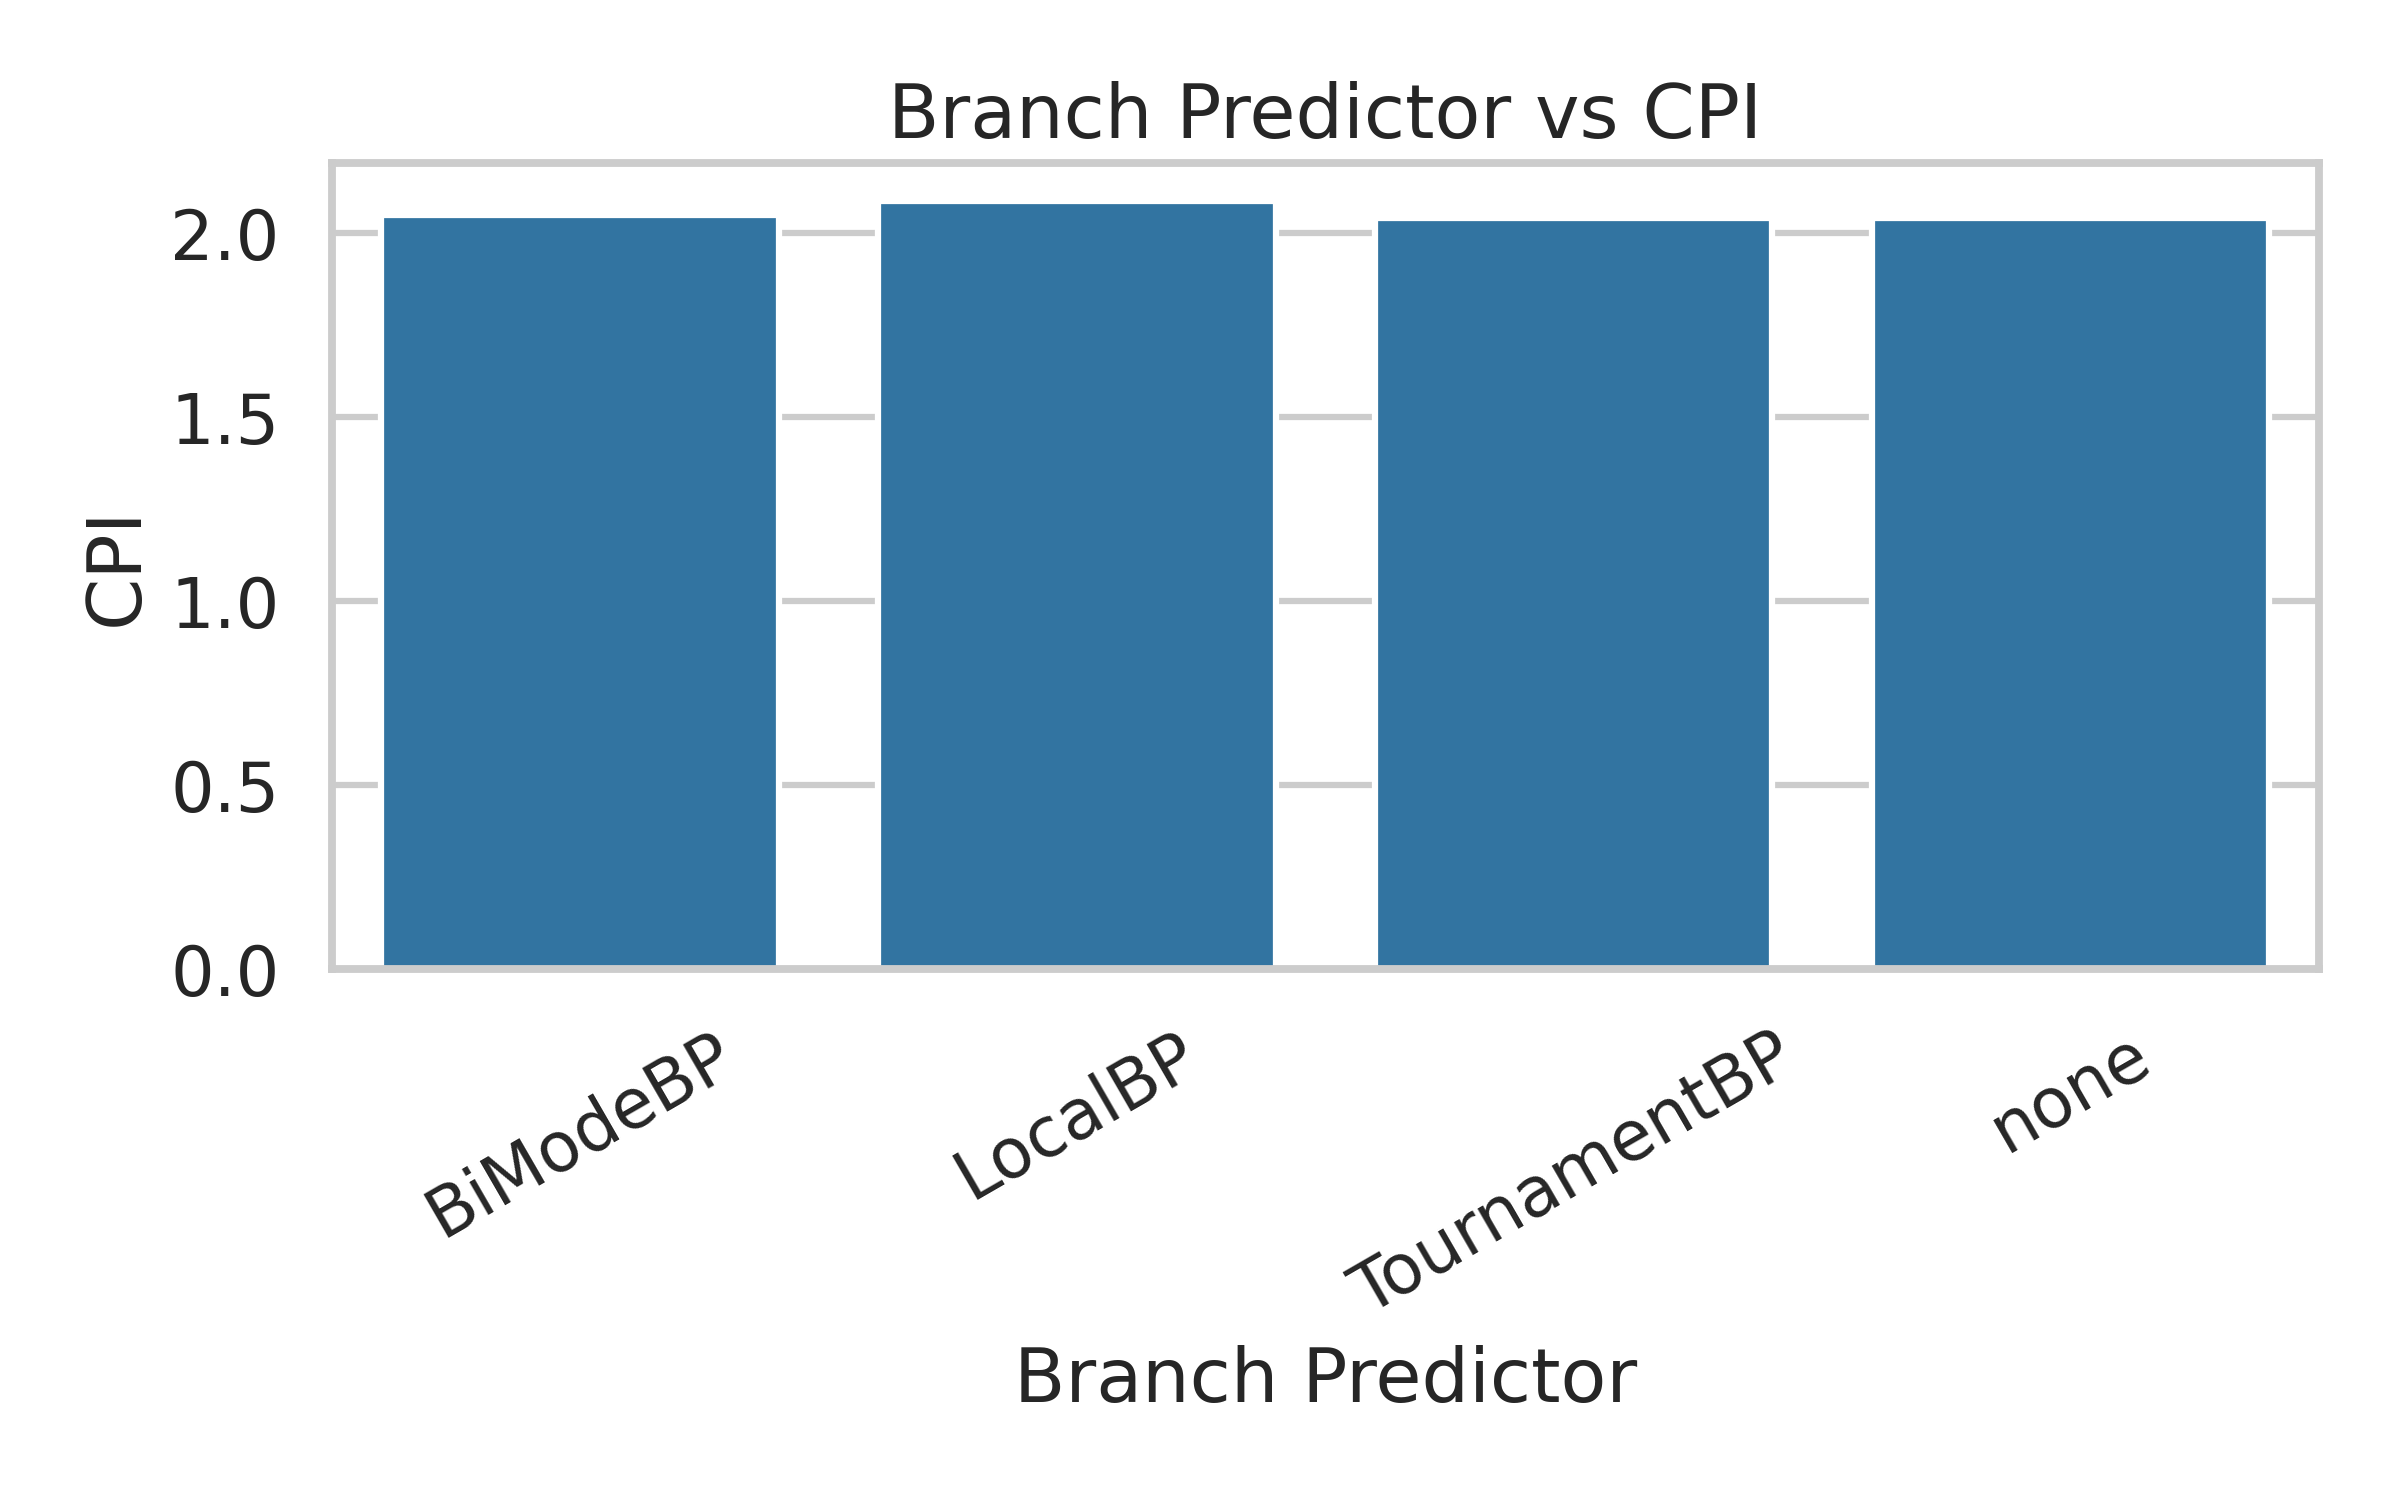 Branch Predictor vs CPI
CPI
2.0
1.5
1.0
0.5
0.0
BiModeBP
LocalBP
TournamentBP
none
Branch Predictor